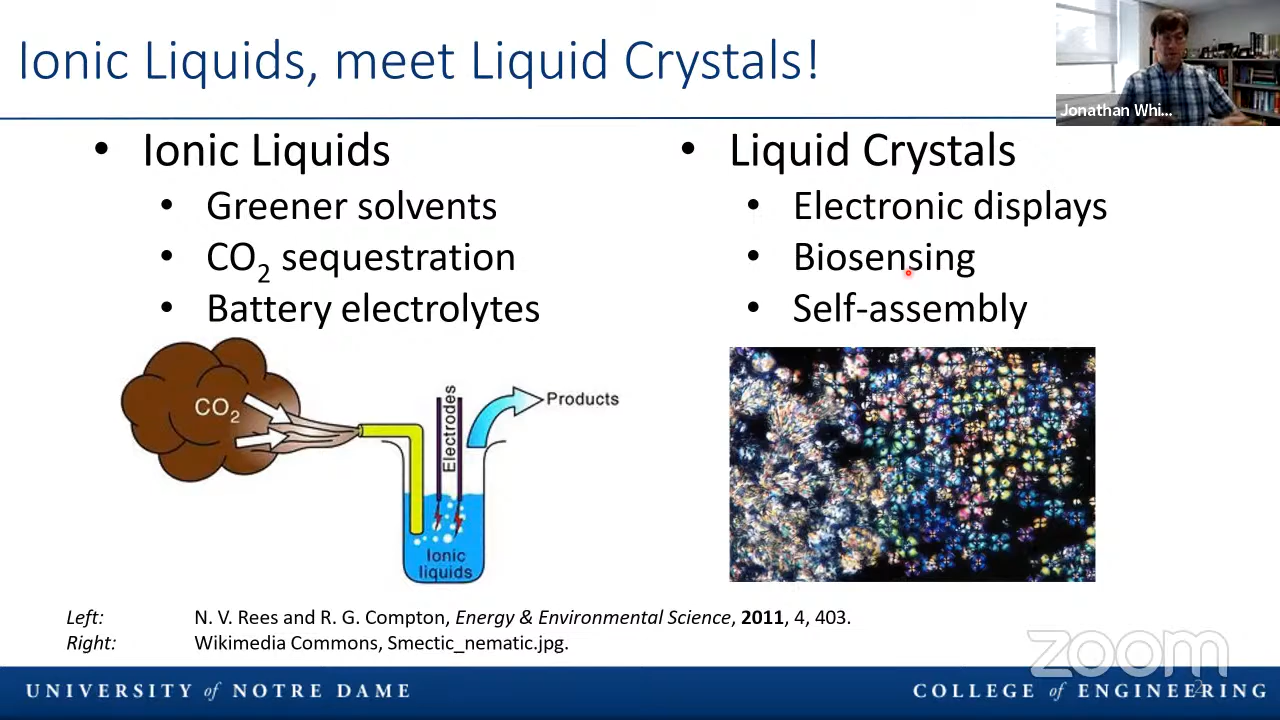 Ionic Liquids, meet Liquid Crystals!
Jonathan Whi...
• Ionic Liquids
• Greener solvents
• CO₂ sequestration
• Battery electrolytes
• Liquid Crystals
• Electronic displays
• Biosensing
• Self-assembly
CO₂
Electrodes
Products
Ionic
liquids
Left: N. V. Rees and R. G. Compton, Energy & Environmental Science, 2011, 4, 403.
Right: Wikimedia Commons, Smectic_nematic.jpg.
zoom
UNIVERSITY of NOTRE DAME
COLLEGE of ENGINEERING
2